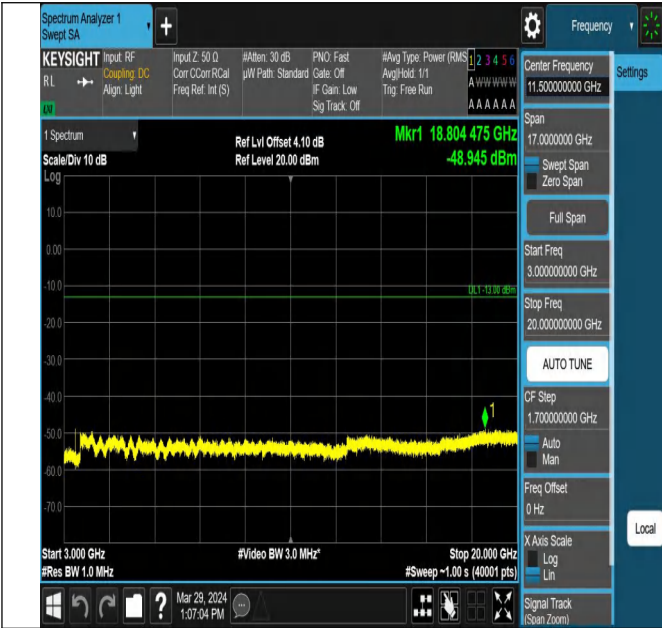 Spectrum Analyzer 1
Swept SA
Frequency
KEYSIGHT
RL
LXI
Input: RF
Coupling: DC
Align: Light
Input Z: 50 Ω
Corr CCorr RCal
Freq Ref: Int (S)
#Atten: 30 dB
µW Path: Standard
PNO: Fast
Gate: Off
IF Gain: Low
Sig Track: Off
#Avg Type: Power (RMS
Avg|Hold: 1/1
Trig: Free Run
1 2 3 4 5 6
A W W W W W
A A A A A A
Center Frequency
11.500000000 GHz
Settings
Span
17.0000000 GHz
Swept Span
Zero Span
Full Span
Start Freq
3.000000000 GHz
Stop Freq
20.000000000 GHz
AUTO TUNE
CF Step
1.700000000 GHz
Auto
Man
Freq Offset
0 Hz
X Axis Scale
Log
Lin
Signal Track
(Span Zoom)
Local
1 Spectrum
Scale/Div 10 dB
Log
Ref Lvl Offset 4.10 dB
Ref Level 20.00 dBm
Mkr1 18.804 475 GHz
-48.945 dBm
10.0
0.00
-10.0
DL1 -13.00 dBm
-20.0
-30.0
-40.0
1
-50.0
-60.0
-70.0
Start 3.000 GHz
#Video BW 3.0 MHz*
Stop 20.000 GHz
#Res BW 1.0 MHz
#Sweep ~1.00 s (40001 pts)
?
Mar 29, 2024
1:07:04 PM